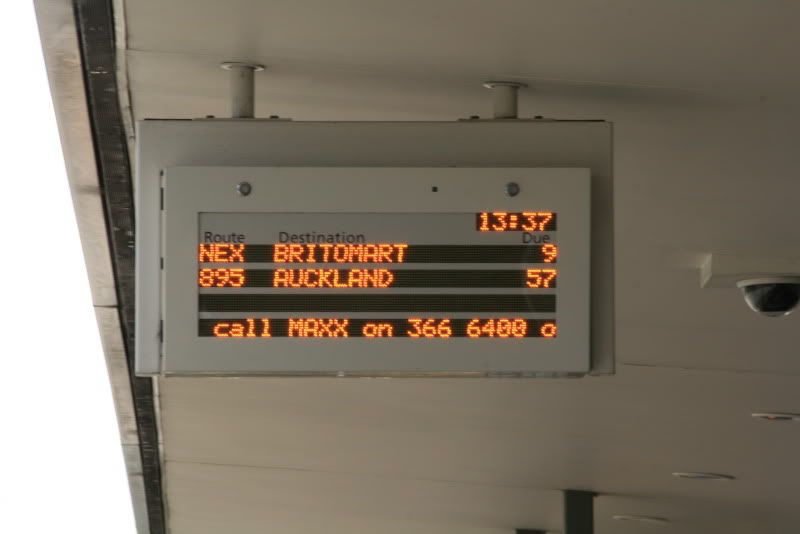 13:37
Route Destination Due
NEX BRITOMART 9
895 AUCKLAND 57
call MAXX on 366 6400 o